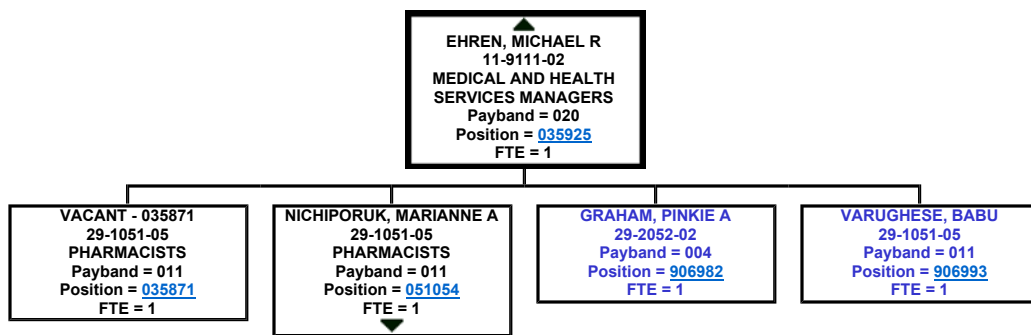 EHREN, MICHAEL R
11-9111-02
MEDICAL AND HEALTH
SERVICES MANAGERS
Payband = 020
Position = 035925
FTE = 1
VACANT - 035871
29-1051-05
PHARMACISTS
Payband = 011
Position = 035871
FTE = 1
NICHIPORUK, MARIANNE A
29-1051-05
PHARMACISTS
Payband = 011
Position = 051054
FTE = 1
GRAHAM, PINKIE A
29-2052-02
Payband = 004
Position = 906982
FTE = 1
VARUGHESE, BABU
29-1051-05
Payband = 011
Position = 906993
FTE = 1